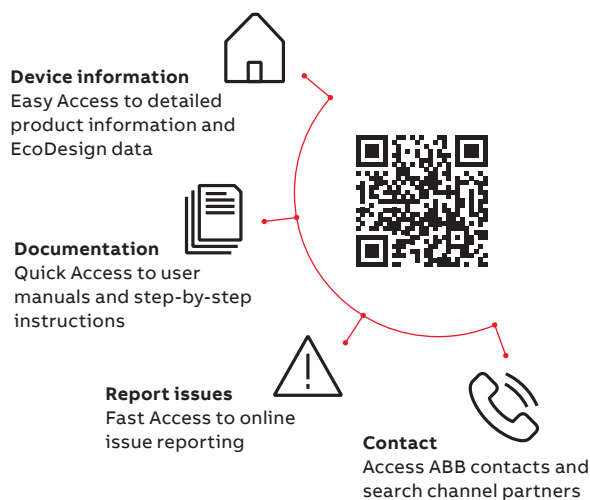 Device information
Easy Access to detailed
product information and
EcoDesign data
Documentation
Quick Access to user
manuals and step-by-step
instructions
Report issues
Fast Access to online
issue reporting
Contact
Access ABB contacts and
search channel partners